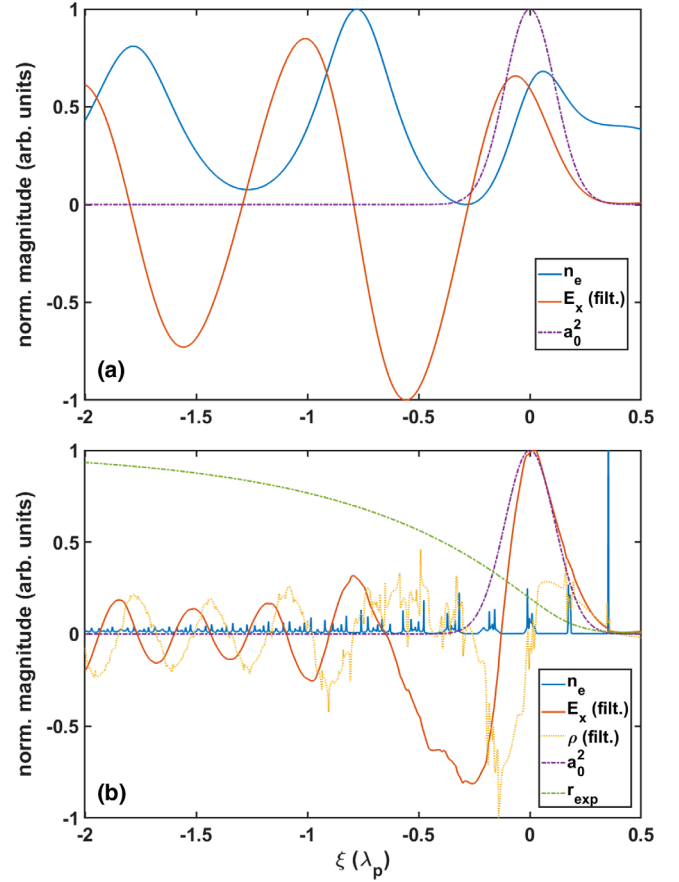 1
0.5
0
-0.5
-1
norm. magnitude (arb. units)
n_e
E_x (filt.)
a_0^2
(a)
-2 -1.5 -1 -0.5 0 0.5
1
0.5
0
-0.5
-1
norm. magnitude (arb. units)
n_e
E_x (filt.)
ρ (filt.)
a_0^2
r_exp
(b)
-2 -1.5 -1 -0.5 0 0.5
ξ (λ_p)